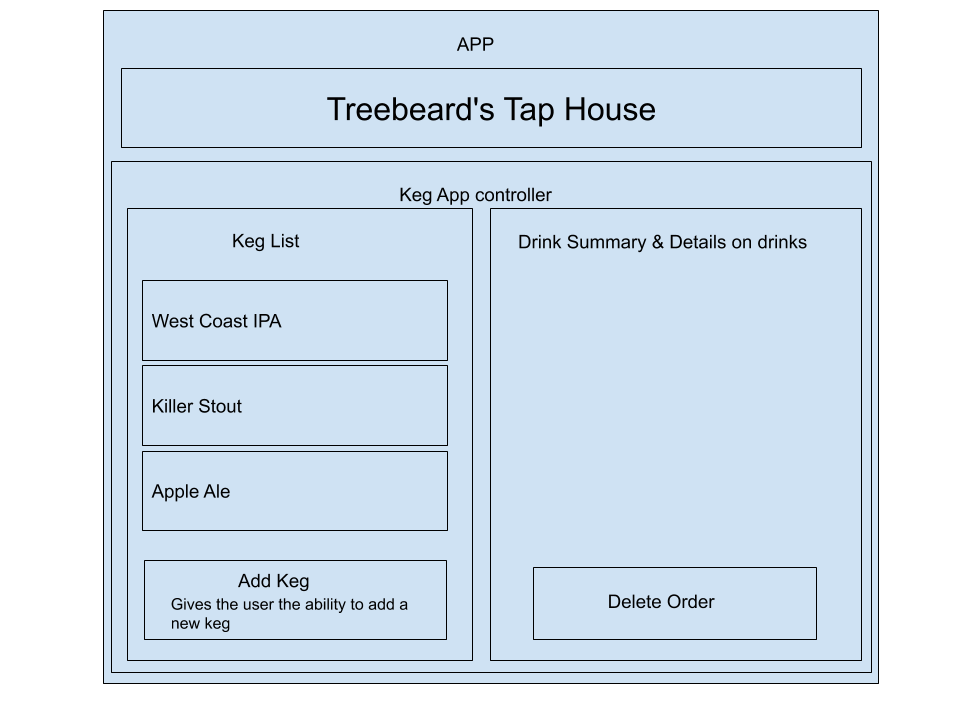 APP
Treebeard's Tap House
Keg App controller
Keg List
West Coast IPA
Killer Stout
Apple Ale
Add Keg
Gives the user the ability to add a
new keg
Drink Summary & Details on drinks
Delete Order